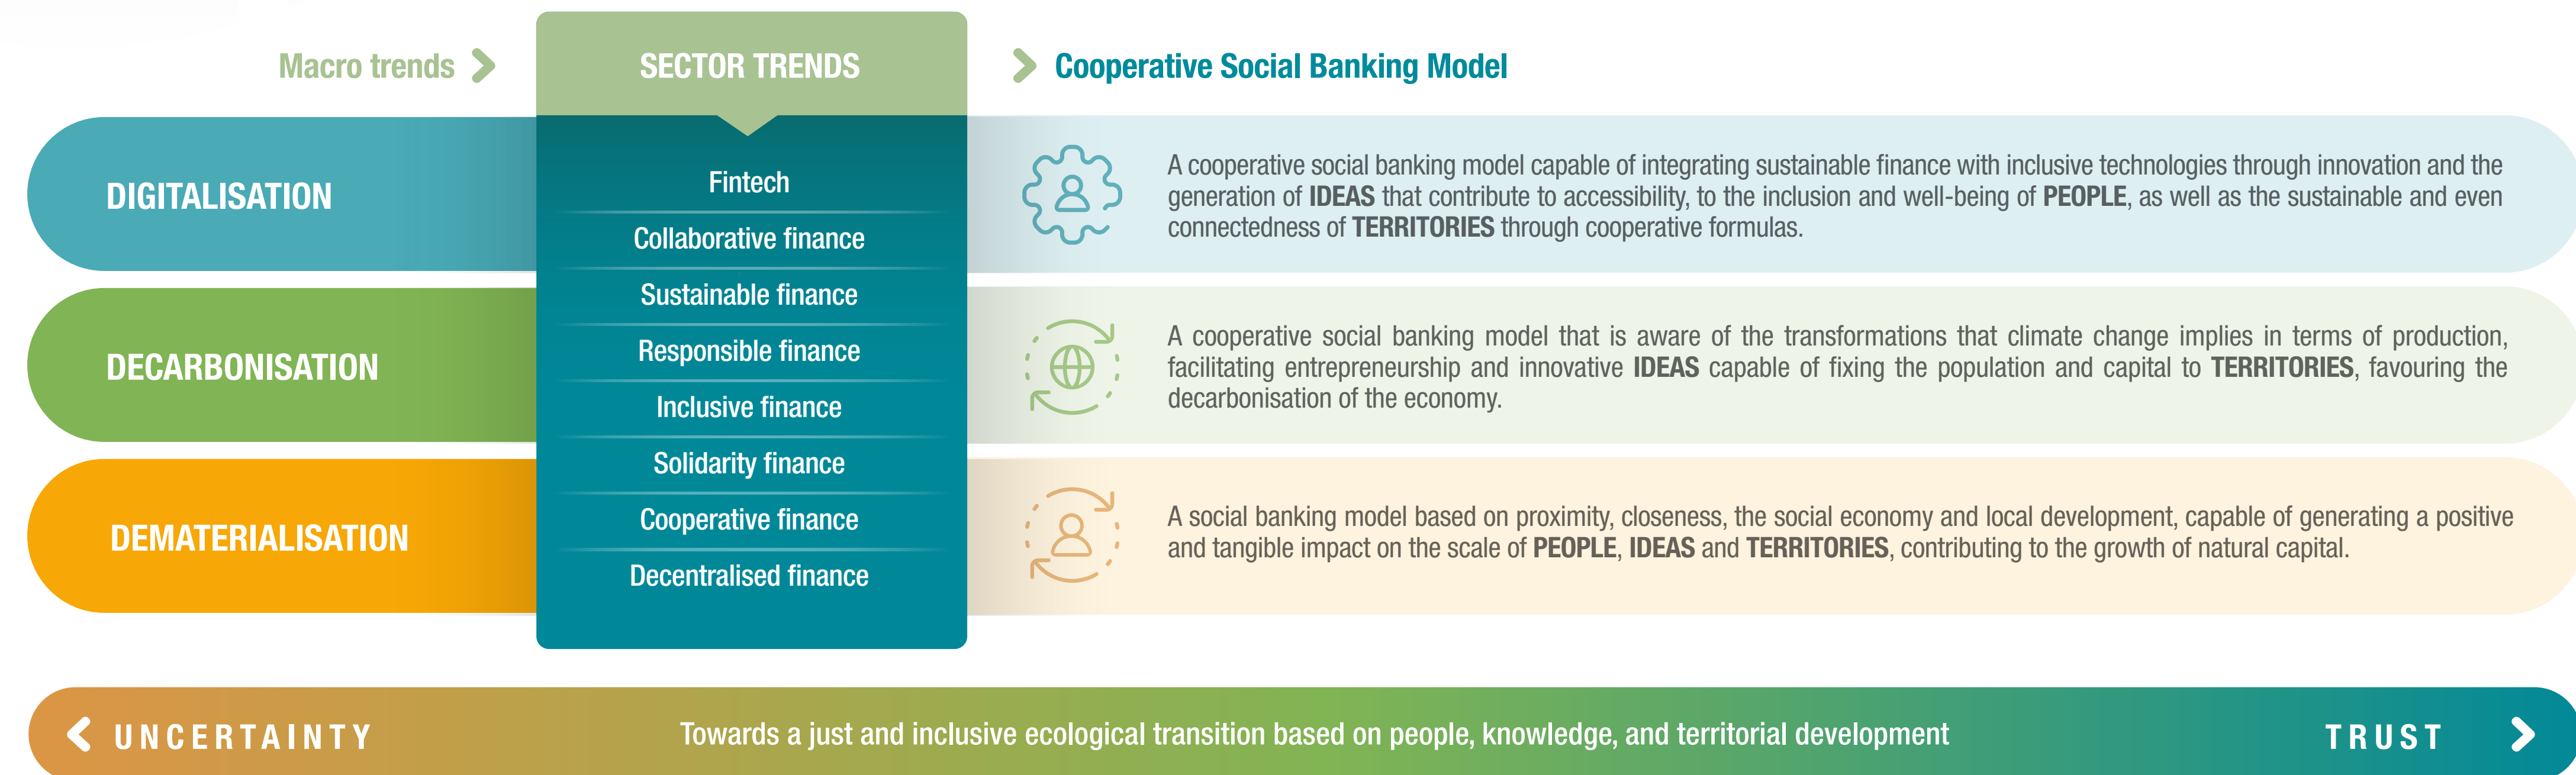 Macro trends
SECTOR TRENDS
Cooperative Social Banking Model
DIGITALISATION
DECARBONISATION
DEMATERIALISATION
Fintech
Collaborative finance
Sustainable finance
Responsible finance
Inclusive finance
Solidarity finance
Cooperative finance
Decentralised finance
A cooperative social banking model capable of integrating sustainable finance with inclusive technologies through innovation and the
generation of IDEAS that contribute to accessibility, to the inclusion and well-being of PEOPLE, as well as the sustainable and even
connectedness of TERRITORIES through cooperative formulas.
A cooperative social banking model that is aware of the transformations that climate change implies in terms of production,
facilitating entrepreneurship and innovative IDEAS capable of fixing the population and capital to TERRITORIES, favouring the
decarbonisation of the economy.
A social banking model based on proximity, closeness, the social economy and local development, capable of generating a positive
and tangible impact on the scale of PEOPLE, IDEAS and TERRITORIES, contributing to the growth of natural capital.
UNCERTAINTY
Towards a just and inclusive ecological transition based on people, knowledge, and territorial development
TRUST